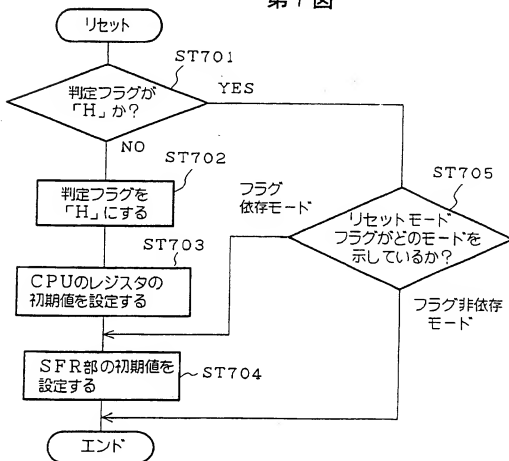 第7図
リセット
ST701
判定フラグが
「H」か?
YES
NO
ST702
判定フラグを
「H」にする
フラグ
依存モード
ST705
リセットモード
フラグがどのモードを
示しているか?
ST703
CPUのレジスタの
初期値を設定する
フラグ非依存
モード
SFR部の初期値を
設定する
ST704
エンド